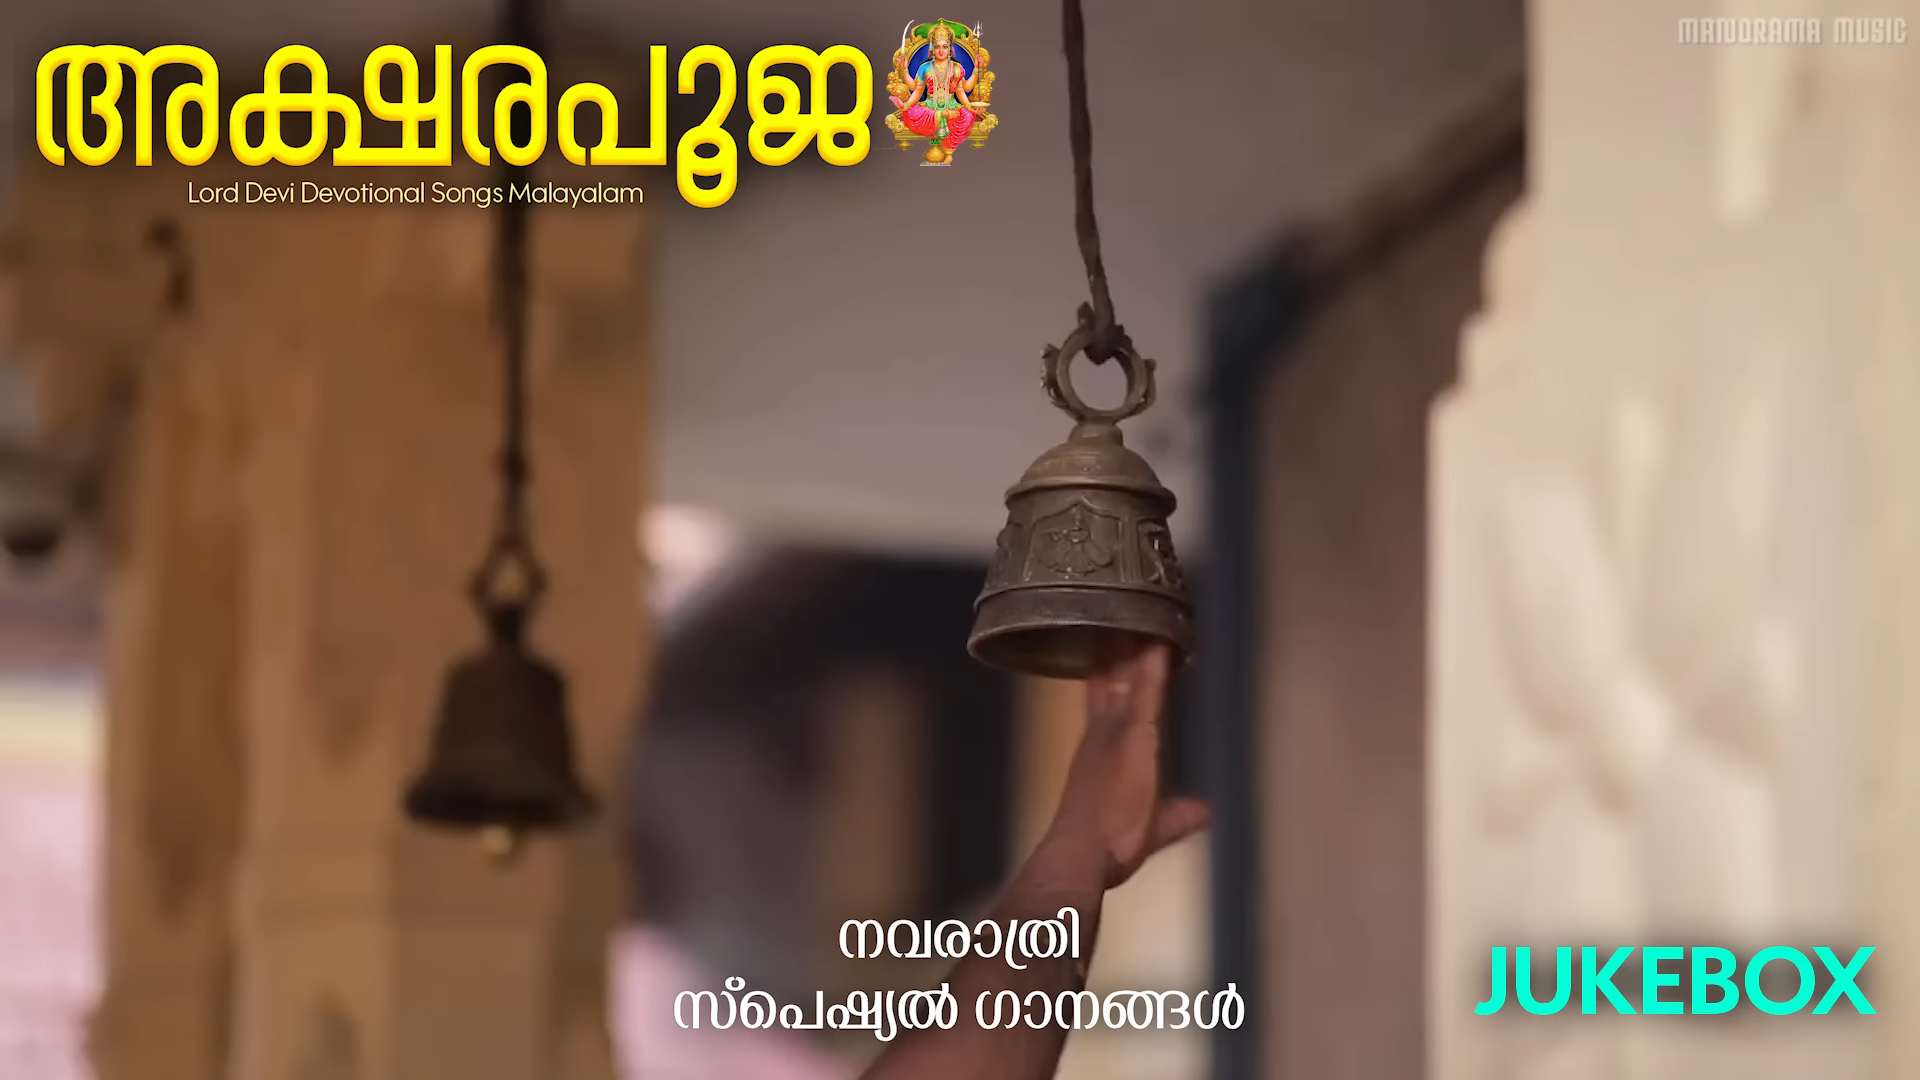 MANORAMA MUSIC
അക്ഷരപൂജ
Lord Devi Devotional Songs Malayalam
നവരാത്രി
സ്പെഷ്യൽ ഗാനങ്ങൾ
JUKEBOX